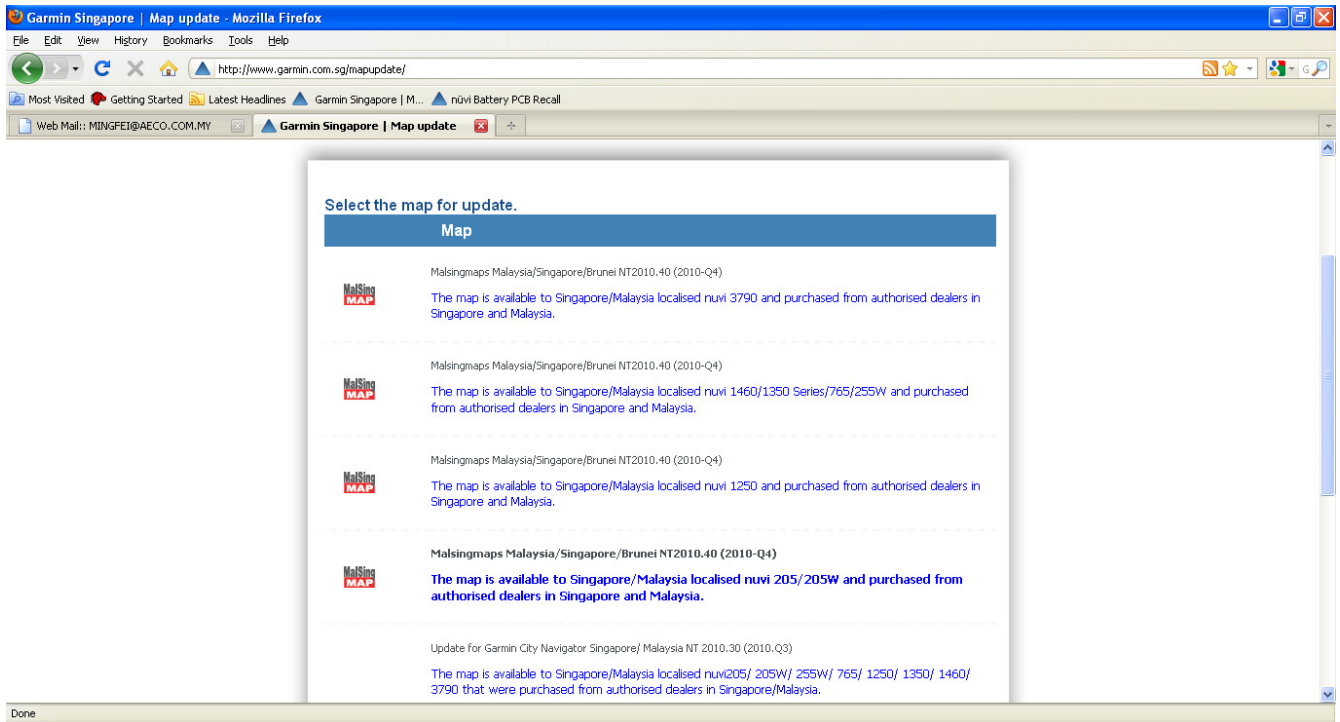 Garmin Singapore | Map update - Mozilla Firefox
File Edit View History Bookmarks Tools Help
http://www.garmin.com.sg/mapupdate/
G
Most Visited Getting Started Latest Headlines Garmin Singapore | M... nüvi Battery PCB Recall
Web Mail:: MINGFEI@AECO.COM.MY Garmin Singapore | Map update
Select the map for update.
Map
Malsingmaps Malaysia/Singapore/Brunei NT2010.40 (2010-Q4)
MalSing
MAP
The map is available to Singapore/Malaysia localised nuvi 3790 and purchased from authorised dealers in
Singapore and Malaysia.
Malsingmaps Malaysia/Singapore/Brunei NT2010.40 (2010-Q4)
MalSing
MAP
The map is available to Singapore/Malaysia localised nuvi 1460/1350 Series/765/255W and purchased
from authorised dealers in Singapore and Malaysia.
Malsingmaps Malaysia/Singapore/Brunei NT2010.40 (2010-Q4)
MalSing
MAP
The map is available to Singapore/Malaysia localised nuvi 1250 and purchased from authorised dealers in
Singapore and Malaysia.
Malsingmaps Malaysia/Singapore/Brunei NT2010.40 (2010-Q4)
MalSing
MAP
The map is available to Singapore/Malaysia localised nuvi 205/205W and purchased from
authorised dealers in Singapore and Malaysia.
Update for Garmin City Navigator Singapore/ Malaysia NT 2010.30 (2010.Q3)
The map is available to Singapore/Malaysia localised nuvi205/ 205W/ 255W/ 765/ 1250/ 1350/ 1460/
3790 that were purchased from authorised dealers in Singapore/Malaysia.
Done